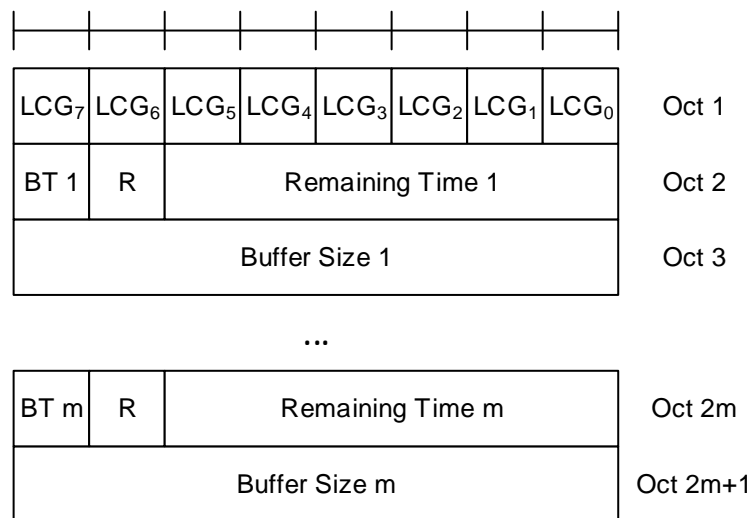 LCG7 LCG6 LCG5 LCG4 LCG3 LCG2 LCG1 LCG0 Oct 1
BT 1 R Remaining Time 1 Oct 2
Buffer Size 1 Oct 3
...
BT m R Remaining Time m Oct 2m
Buffer Size m Oct 2m+1